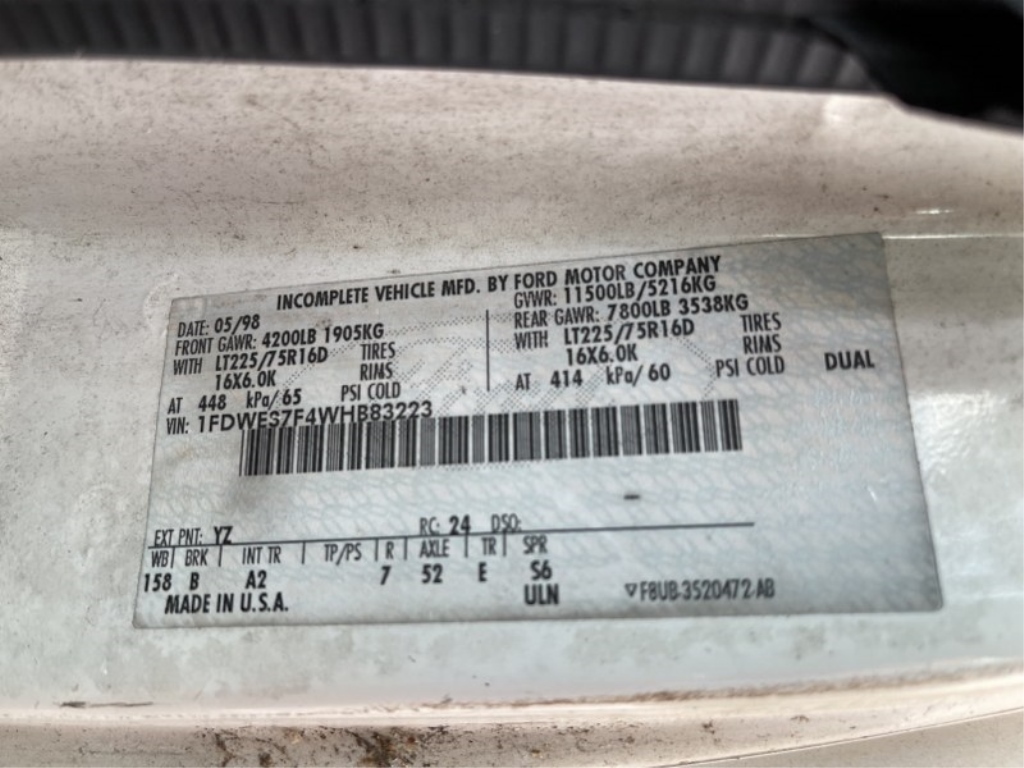 INCOMPLETE VEHICLE MFD. BY FORD MOTOR COMPANY
DATE: 05/98 GVWR: 11500LB/5216KG
FRONT GAWR: 4200LB 1905KG REAR GAWR: 7800LB 3538KG
WITH LT225/75R16D TIRES WITH LT225/75R16D TIRES
16X6.0K RIMS 16X6.0K RIMS
AT 448 kPa/65 PSI COLD AT 414 kPa/60 PSI COLD DUAL
VIN: 1FDWES7F4WHB83223
EXT PNT: YZ RC: 24 DSO:
WB BRK INT TR TP/PS R AXLE TR SPR
158 B A2 7 52 E S6
MADE IN U.S.A. ULN ▽F8UB-3520472-AB